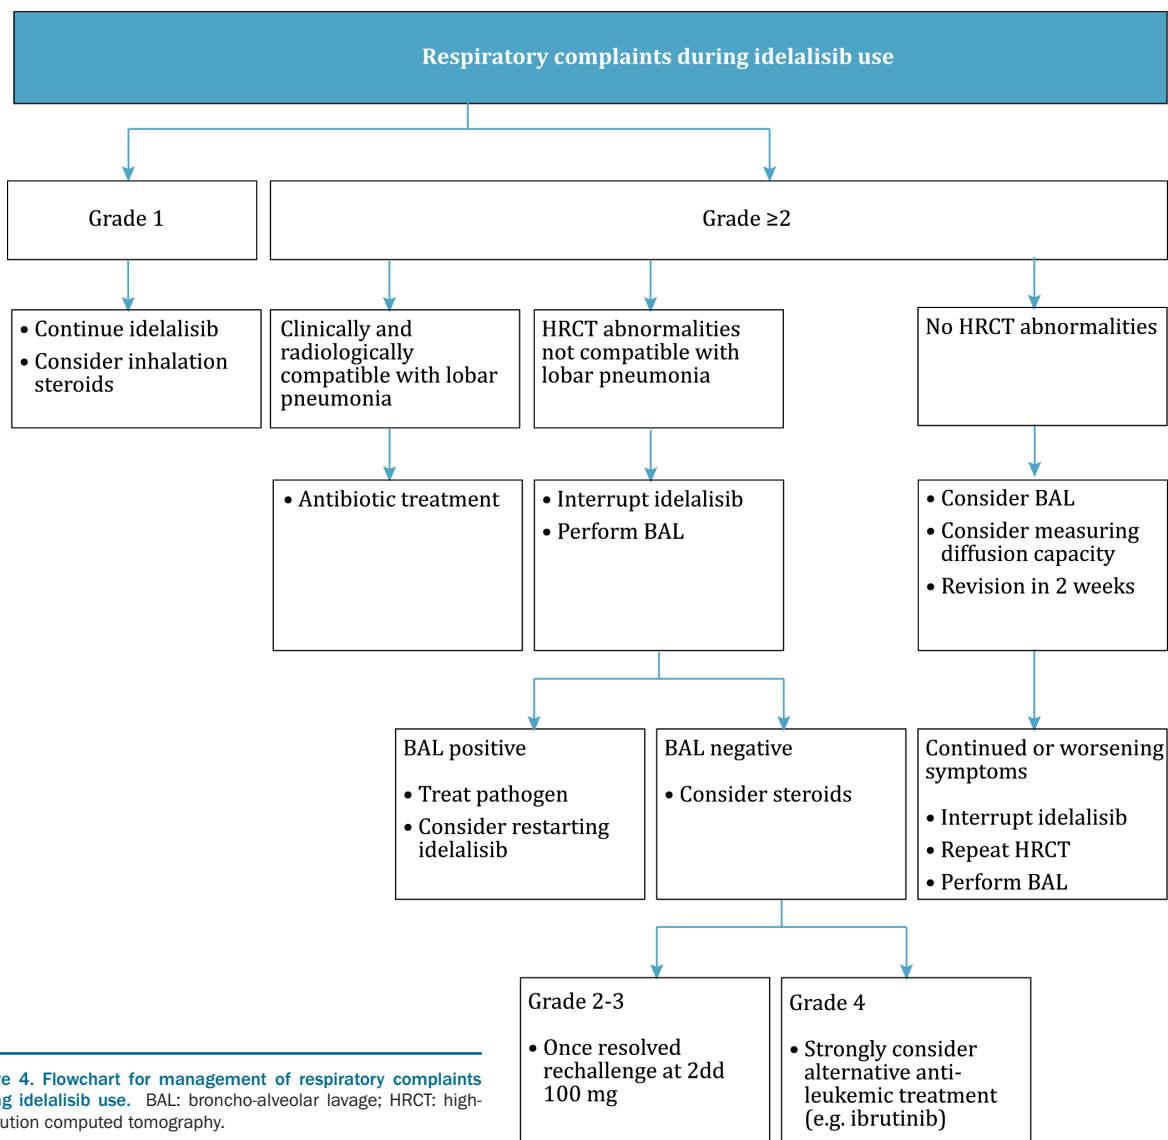 Respiratory complaints during idelalisib use
Grade 1
Grade ≥2
• Continue idelalisib
• Consider inhalation
steroids
Clinically and
radiologically
compatible with lobar
pneumonia
HRCT abnormalities
not compatible with
lobar pneumonia
No HRCT abnormalities
• Antibiotic treatment
• Interrupt idelalisib
• Perform BAL
• Consider BAL
• Consider measuring
diffusion capacity
• Revision in 2 weeks
BAL positive
• Treat pathogen
• Consider restarting
idelalisib
BAL negative
• Consider steroids
Continued or worsening
symptoms
• Interrupt idelalisib
• Repeat HRCT
• Perform BAL
Grade 2-3
• Once resolved
rechallenge at 2dd
100 mg
Grade 4
• Strongly consider
alternative anti-
leukemic treatment
(e.g. ibrutinib)
4. Flowchart for management of respiratory complaints
idelalisib use. BAL: broncho-alveolar lavage; HRCT: high-
computed tomography.